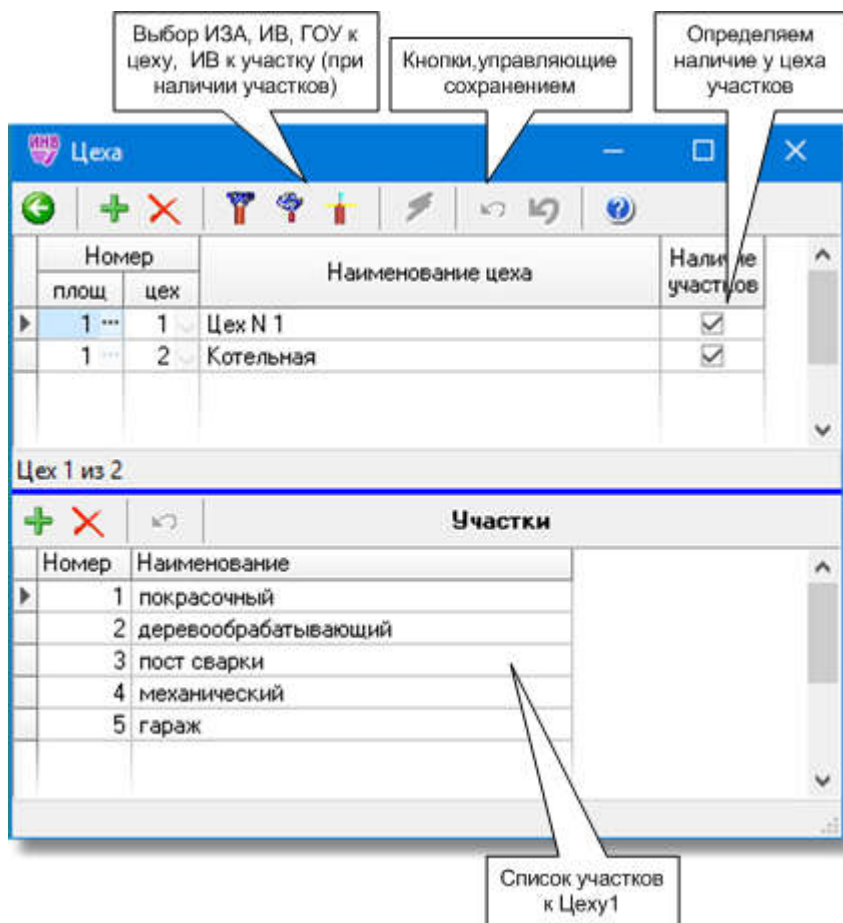 Выбор ИЗА, ИВ, ГОУ к
цеху, ИВ к участку (при
наличии участков)
Кнопки,управляющие
сохранением
Определяем
наличие у цеха
участков
ИНВ
Цеха
Номер
площ цех
Наименование цеха
Наличие
участков
1 ... 1 Цех N 1
1 ... 2 Котельная
Цех 1 из 2
Участки
Номер Наименование
1 покрасочный
2 деревообрабатывающий
3 пост сварки
4 механический
5 гараж
Список участков
к Цеху1